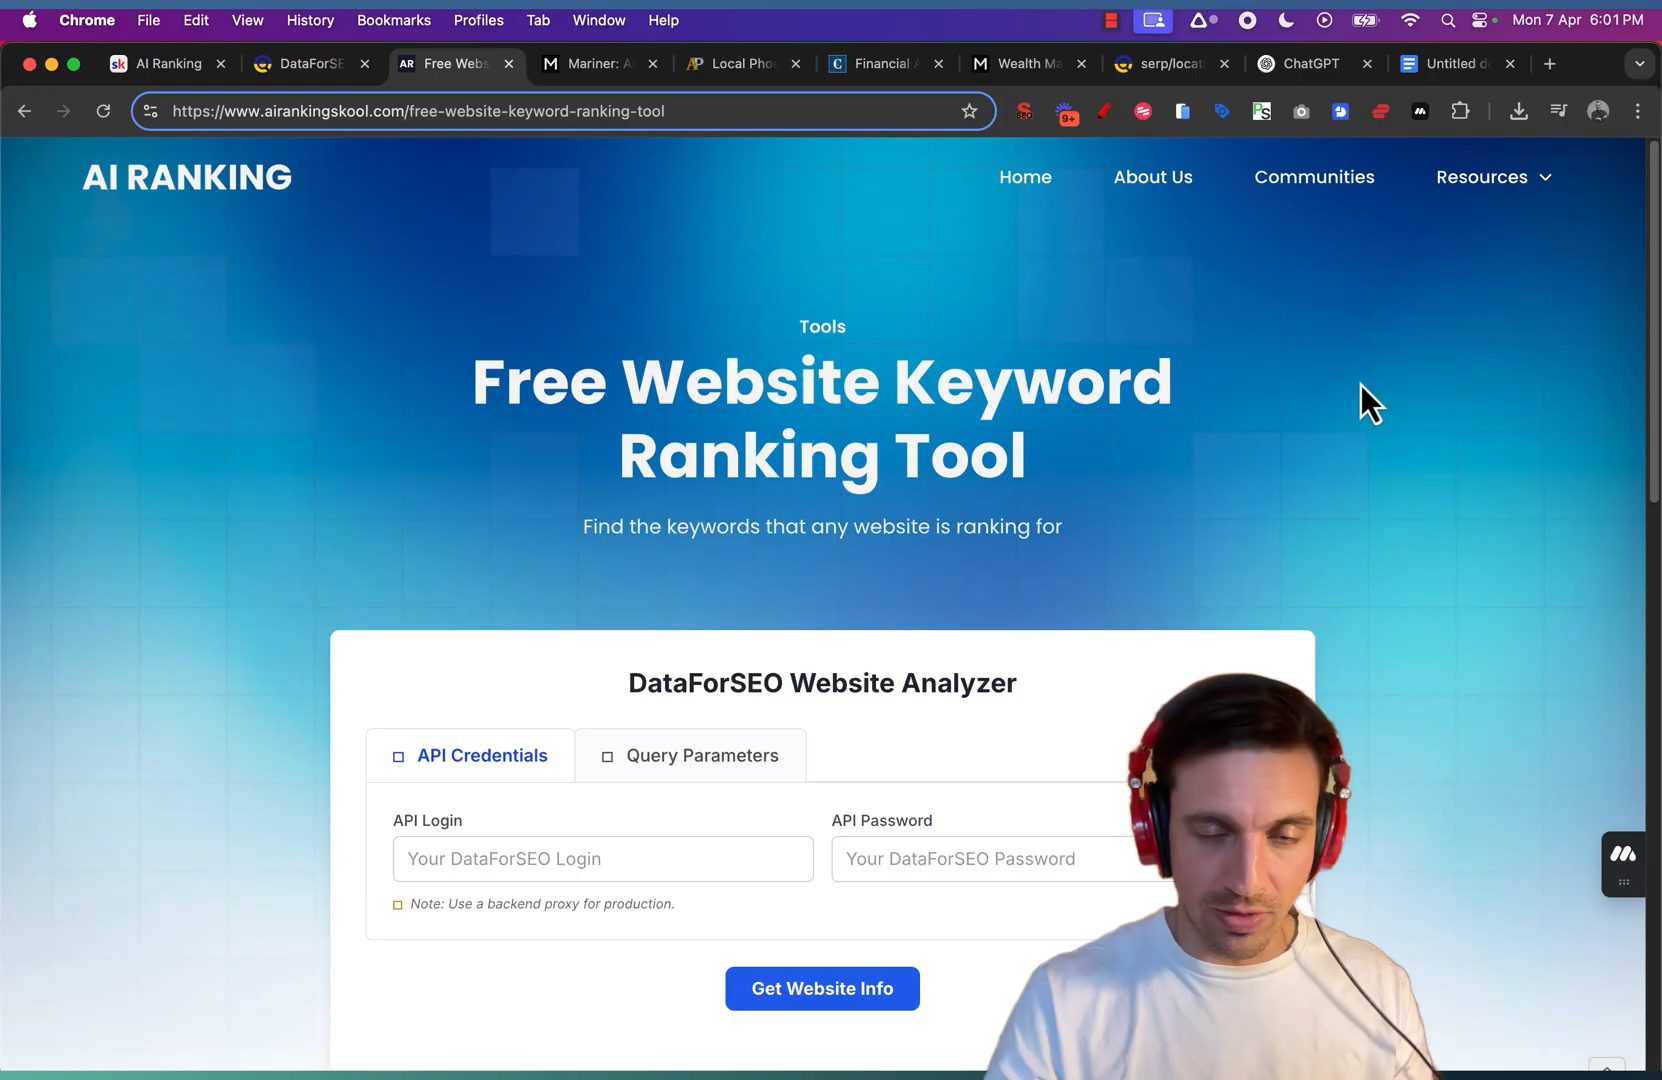 Chrome File Edit View History Bookmarks Profiles Tab Window Help Mon 7 Apr 6:01 PM
AI Ranking DataForSE Free Webs Mariner: A Local Phoe Financial A Wealth Ma serp/locat ChatGPT Untitled d
https://www.airankingskool.com/free-website-keyword-ranking-tool 9+
AI RANKING Home About Us Communities Resources
Tools
Free Website Keyword
Ranking Tool
Find the keywords that any website is ranking for
DataForSEO Website Analyzer
API Credentials Query Parameters
API Login API Password
Your DataForSEO Login Your DataForSEO Password
Note: Use a backend proxy for production.
Get Website Info